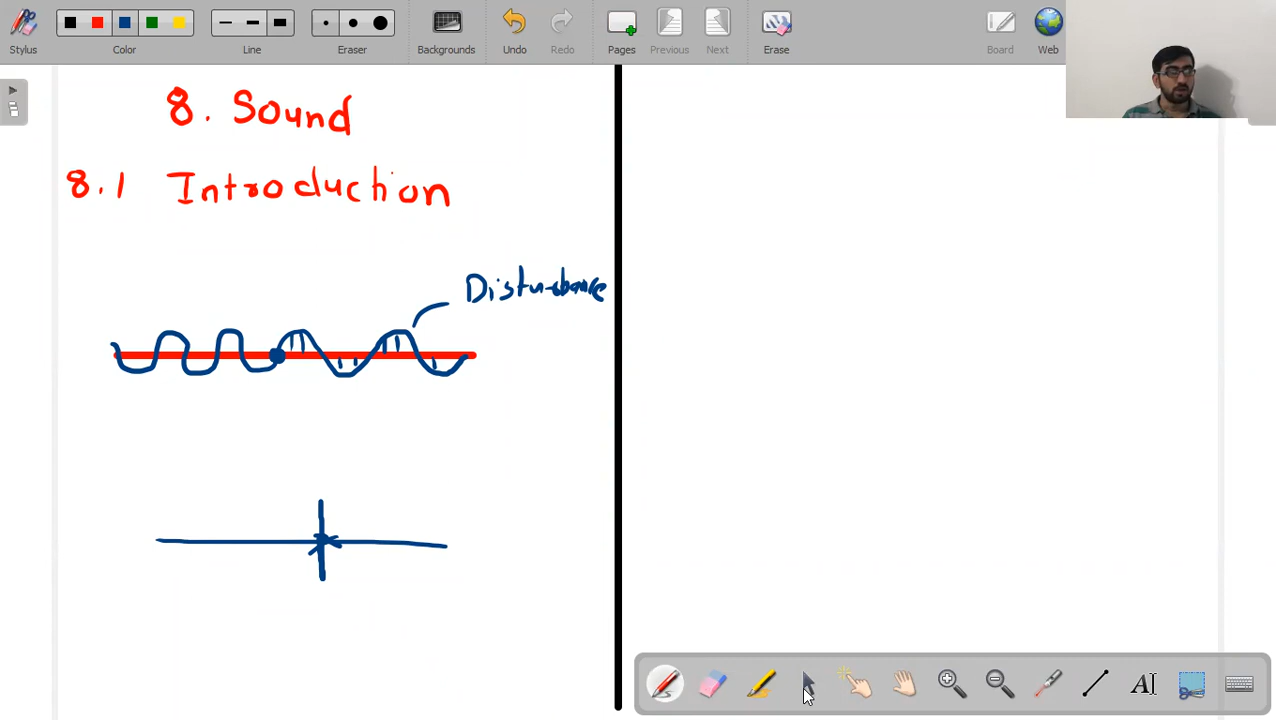 Stylus Color Line Eraser Backgrounds Undo Redo Pages Previous Next Erase Board Web
8. Sound
8.1 Introduction
Disturbance
A